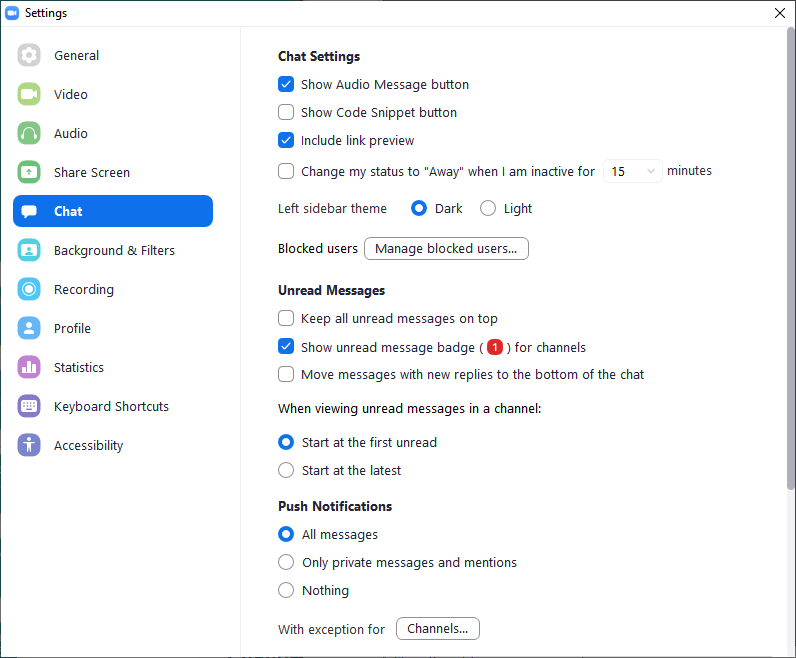 Settings
General
Video
Audio
Share Screen
Chat
Background & Filters
Recording
Profile
Statistics
Keyboard Shortcuts
Accessibility
Chat Settings
Show Audio Message button
Show Code Snippet button
Include link preview
Change my status to "Away" when I am inactive for 15 minutes
Left sidebar theme Dark Light
Blocked users Manage blocked users...
Unread Messages
Keep all unread messages on top
Show unread message badge ( 1 ) for channels
Move messages with new replies to the bottom of the chat
When viewing unread messages in a channel:
Start at the first unread
Start at the latest
Push Notifications
All messages
Only private messages and mentions
Nothing
With exception for Channels...